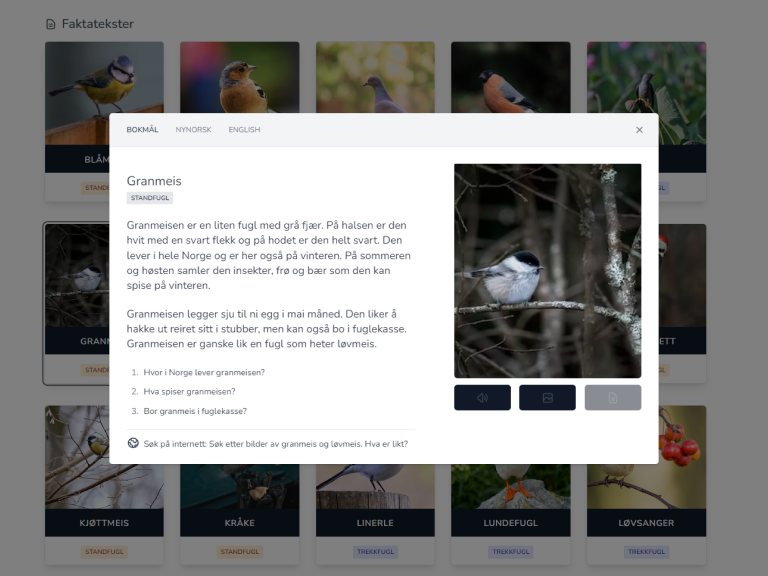 Faktatekster
BOKMÅL
NYNORSK
ENGLISH
Granmeis
STANDFUGL
Granmeisen er en liten fugl med grå fjær. På halsen er den
hvit med en svart flekk og på hodet er den helt svart. Den
lever i hele Norge og er her også på vinteren. På sommeren
og høsten samler den insekter, frø og bær som den kan
spise på vinteren.
Granmeisen legger sju til ni egg i mai måned. Den liker å
hakke ut reiret sitt i stubber, men kan også bo i fuglekasse.
Granmeisen er ganske lik en fugl som heter løvmeis.
1. Hvor i Norge lever granmeisen?
2. Hva spiser granmeisen?
3. Bor granmeis i fuglekasse?
Søk på internett: Søk etter bilder av granmeis og løvmeis. Hva er likt?
KJØTTMEIS
KRÅKE
LINERLE
LUNDEFUGL
LØVSANGER
STANDFUGL
STANDFUGL
TREKKFUGL
TREKKFUGL
TREKKFUGL